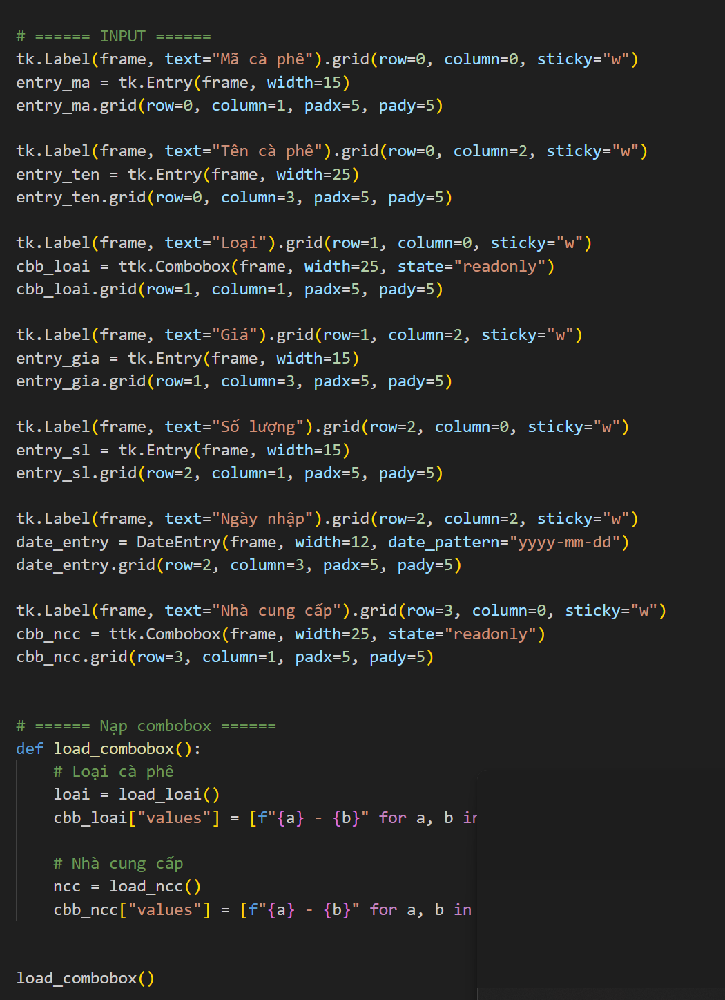 # ====== INPUT ======
tk.Label(frame, text="Mã cà phê").grid(row=0, column=0, sticky="w")
entry_ma = tk.Entry(frame, width=15)
entry_ma.grid(row=0, column=1, padx=5, pady=5)

tk.Label(frame, text="Tên cà phê").grid(row=0, column=2, sticky="w")
entry_ten = tk.Entry(frame, width=25)
entry_ten.grid(row=0, column=3, padx=5, pady=5)

tk.Label(frame, text="Loại").grid(row=1, column=0, sticky="w")
cbb_loai = ttk.Combobox(frame, width=25, state="readonly")
cbb_loai.grid(row=1, column=1, padx=5, pady=5)

tk.Label(frame, text="Giá").grid(row=1, column=2, sticky="w")
entry_gia = tk.Entry(frame, width=15)
entry_gia.grid(row=1, column=3, padx=5, pady=5)

tk.Label(frame, text="Số lượng").grid(row=2, column=0, sticky="w")
entry_sl = tk.Entry(frame, width=15)
entry_sl.grid(row=2, column=1, padx=5, pady=5)

tk.Label(frame, text="Ngày nhập").grid(row=2, column=2, sticky="w")
date_entry = DateEntry(frame, width=12, date_pattern="yyyy-mm-dd")
date_entry.grid(row=2, column=3, padx=5, pady=5)

tk.Label(frame, text="Nhà cung cấp").grid(row=3, column=0, sticky="w")
cbb_ncc = ttk.Combobox(frame, width=25, state="readonly")
cbb_ncc.grid(row=3, column=1, padx=5, pady=5)

# ====== Nạp combobox ======
def load_combobox():
    # Loại cà phê
    loai = load_loai()
    cbb_loai["values"] = [f"{a} - {b}" for a, b in

    # Nhà cung cấp
    ncc = load_ncc()
    cbb_ncc["values"] = [f"{a} - {b}" for a, b in

load_combobox()